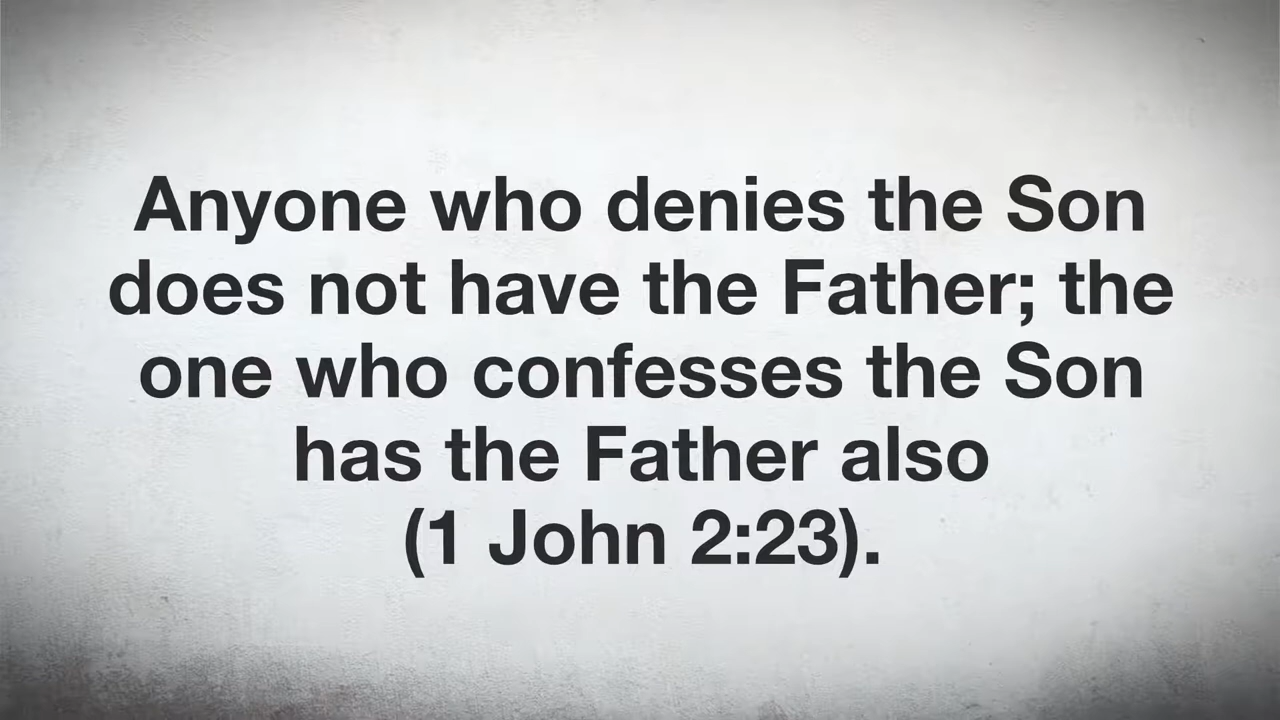 Anyone who denies the Son
does not have the Father; the
one who confesses the Son
has the Father also
(1 John 2:23).